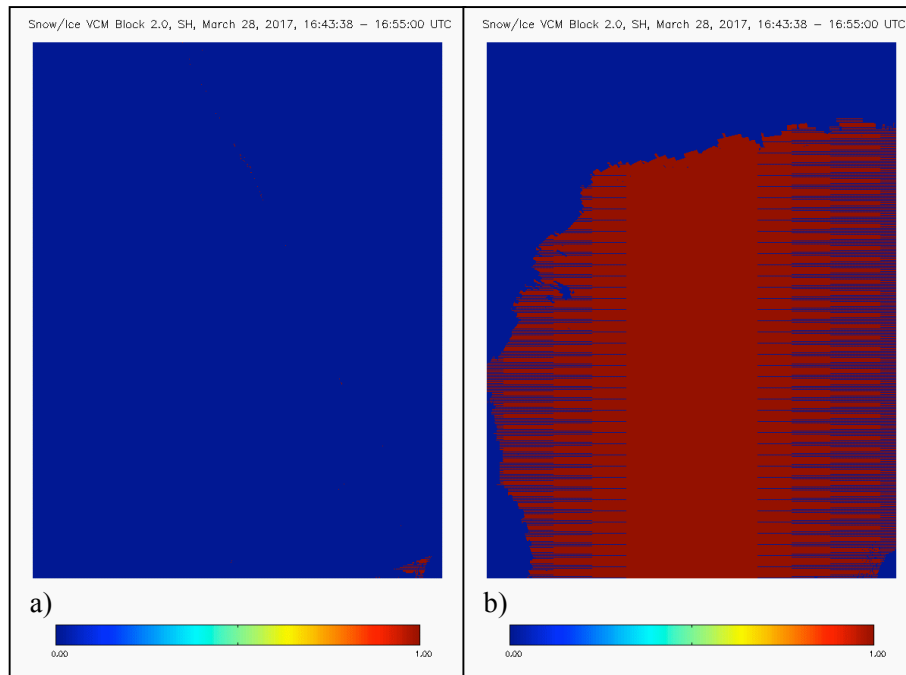 Snow/Ice VCM Block 2.0, SH, March 28, 2017, 16:43:38 – 16:55:00 UTC
a)
0.00 1.00
Snow/Ice VCM Block 2.0, SH, March 28, 2017, 16:43:38 – 16:55:00 UTC
b)
0.00 1.00